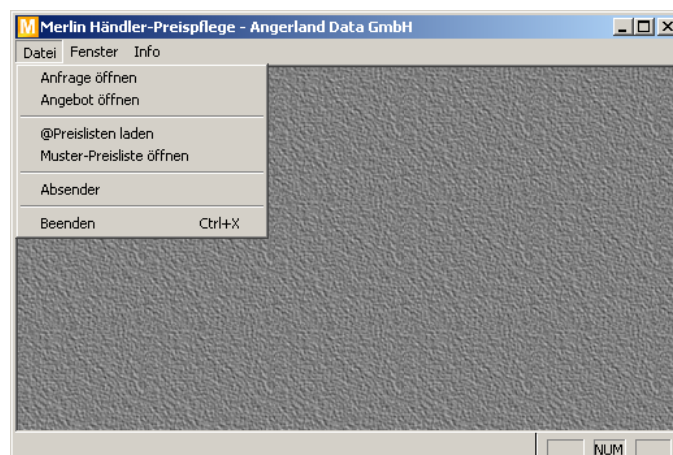 M Merlin Händler-Preispflege - Angerland Data GmbH
Datei Fenster Info
Anfrage öffnen
Angebot öffnen
@Preislisten laden
Muster-Preisliste öffnen
Absender
Beenden Ctrl+X
NUM